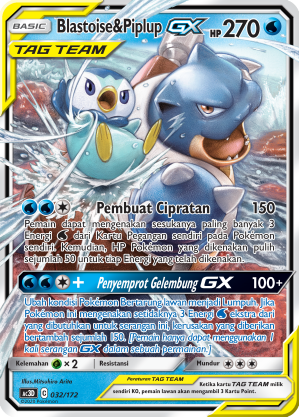 BASIC Blastoise&Piplup GX HP 270
TAG TEAM
Pembuat Cipratan 150
Pemain dapat mengenakan sesukanya paling banyak 3
Energi dari Kartu Pegangan sendiri pada Pokémon
sendiri. Kemudian, HP Pokémon yang dikenakan pulih
sejumlah 50 untuk tiap Energi yang telah dikenakan.
+ Penyemprot Gelembung GX 100+
Ubah kondisi Pokémon Bertarung lawan menjadi Lumpuh. Jika
Pokémon ini mengenakan setidaknya 3 Energi ekstra, dari
yang dibutuhkan untuk serangan ini, kerusakan yang diberikan
bertambah sejumlah 150. [Pemain hanya dapat menggunakan 1
kali serangan GX dalam sebuah permainan.]
Kelemahan ×2 Resistansi Mundur
Illus. Mitsuhiro Arita
Peraturan TAG TEAM
Ketika kartu TAG TEAM milik
sendiri KO, pemain lawan dapat mengambil 3 lembar Kartu Point.
032/172